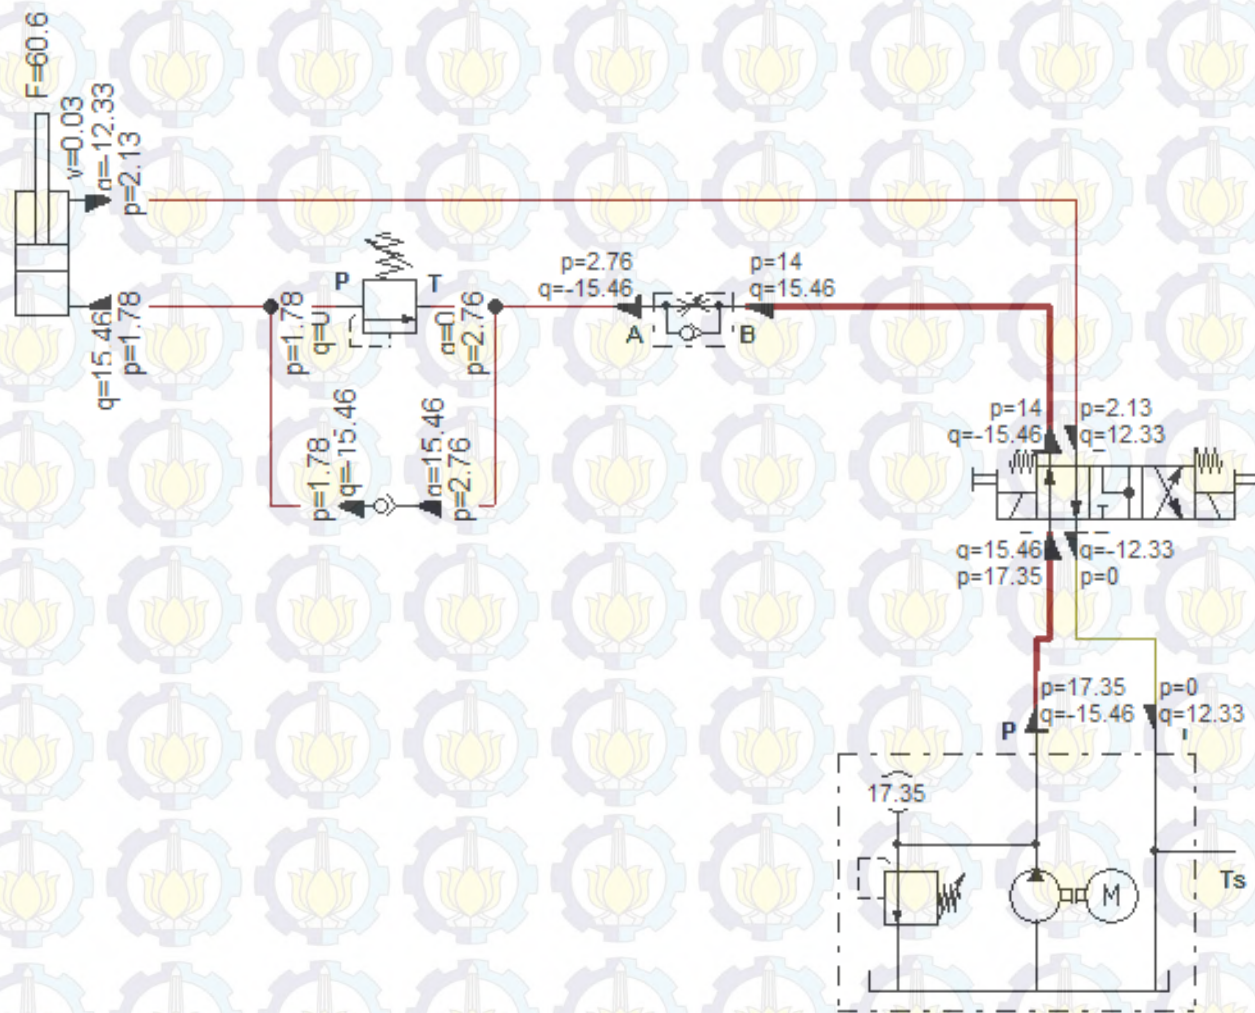 F=60.6
v=0.03
q=-12.33
p=2.13
q=15.46
p=1.78
P
T
p=1.78
q=0
q=0
p=2.76
p=2.76
q=-15.46
p=14
q=15.46
A
B
p=1.78
q=-15.46
q=15.46
p=2.76
p=14
q=-15.46
p=2.13
q=12.33
T
q=15.46
p=17.35
q=-12.33
p=0
p=17.35
q=-15.46
p=0
q=12.33
P
17.35
M
Ts